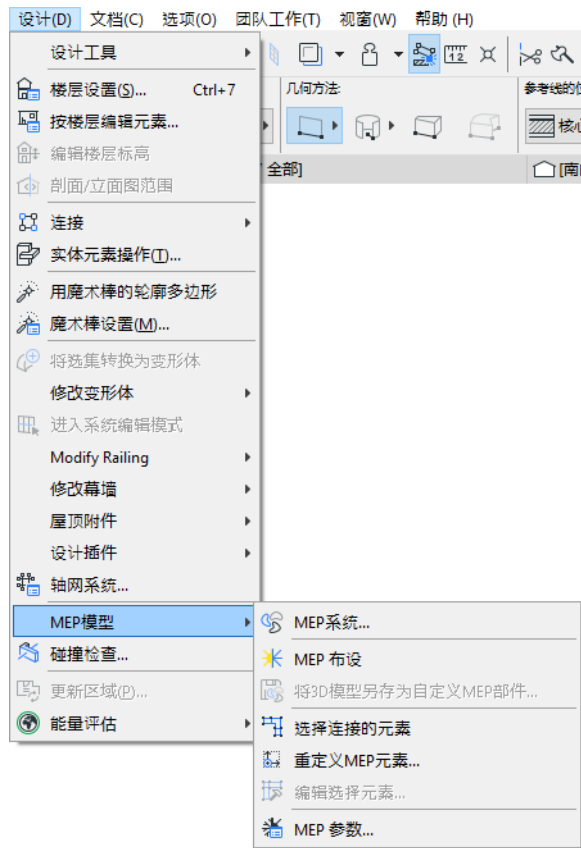 设计(D) 文档(C) 选项(O) 团队工作(T) 视窗(W) 帮助 (H)
设计工具
几何方法:
楼层设置(S)... Ctrl+7
按楼层编辑元素...
编辑楼层标高
全部]
剖面/立面图范围
连接
实体元素操作(T)...
用魔术棒的轮廓多边形
魔术棒设置(M)...
将选集转换为变形体
修改变形体
进入系统编辑模式
Modify Railing
修改幕墙
屋顶附件
设计插件
轴网系统...
MEP模型
碰撞检查...
更新区域(P)...
能量评估
MEP系统...
MEP 布设
将3D模型另存为自定义MEP部件...
选择连接的元素
重定义MEP元素...
编辑选择元素...
MEP 参数...